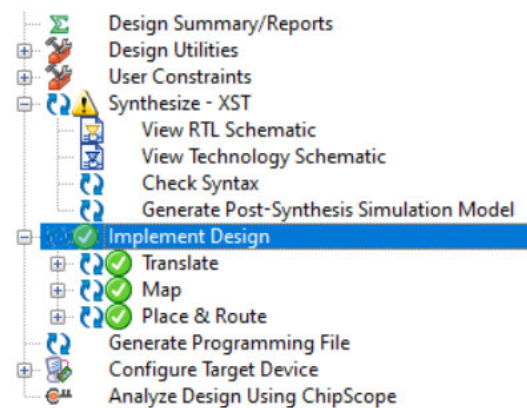 Design Summary/Reports
Design Utilities
User Constraints
Synthesize - XST
View RTL Schematic
View Technology Schematic
Check Syntax
Generate Post-Synthesis Simulation Model
Implement Design
Translate
Map
Place & Route
Generate Programming File
Configure Target Device
Analyze Design Using ChipScope